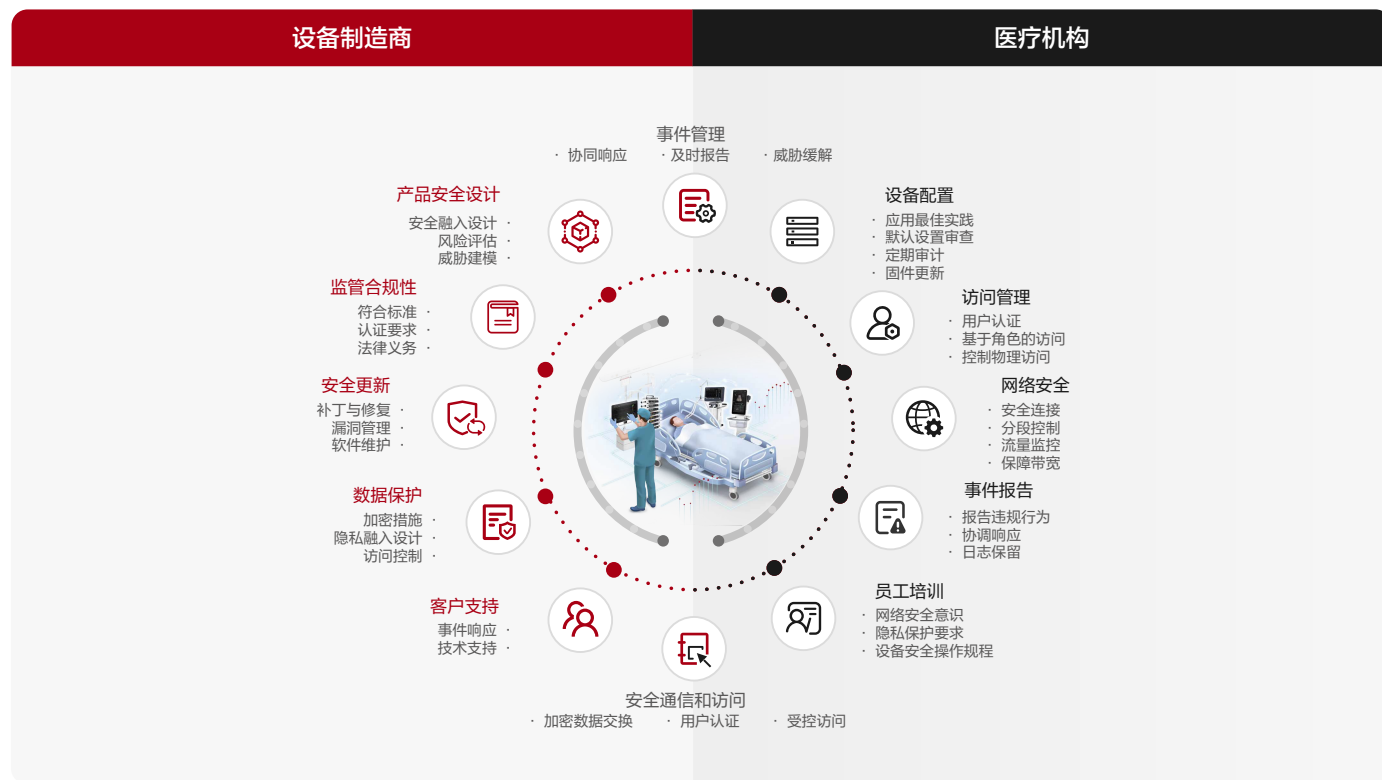 设备制造商
医疗机构
事件管理
· 协同响应 · 及时报告 · 威胁缓解
产品安全设计
安全融入设计 ·
风险评估 ·
威胁建模 ·
监管合规性
符合标准 ·
认证要求 ·
法律义务 ·
安全更新
补丁与修复 ·
漏洞管理 ·
软件维护 ·
数据保护
加密措施 ·
隐私融入设计 ·
访问控制 ·
客户支持
事件响应 ·
技术支持 ·
设备配置
· 应用最佳实践
· 默认设置审查
· 定期审计
· 固件更新
访问管理
· 用户认证
· 基于角色的访问
· 控制物理访问
网络安全
· 安全连接
· 分段控制
· 流量监控
· 保障带宽
事件报告
· 报告违规行为
· 协调响应
· 日志保留
员工培训
· 网络安全意识
· 隐私保护要求
· 设备安全操作规程
安全通信和访问
· 加密数据交换 · 用户认证 · 受控访问